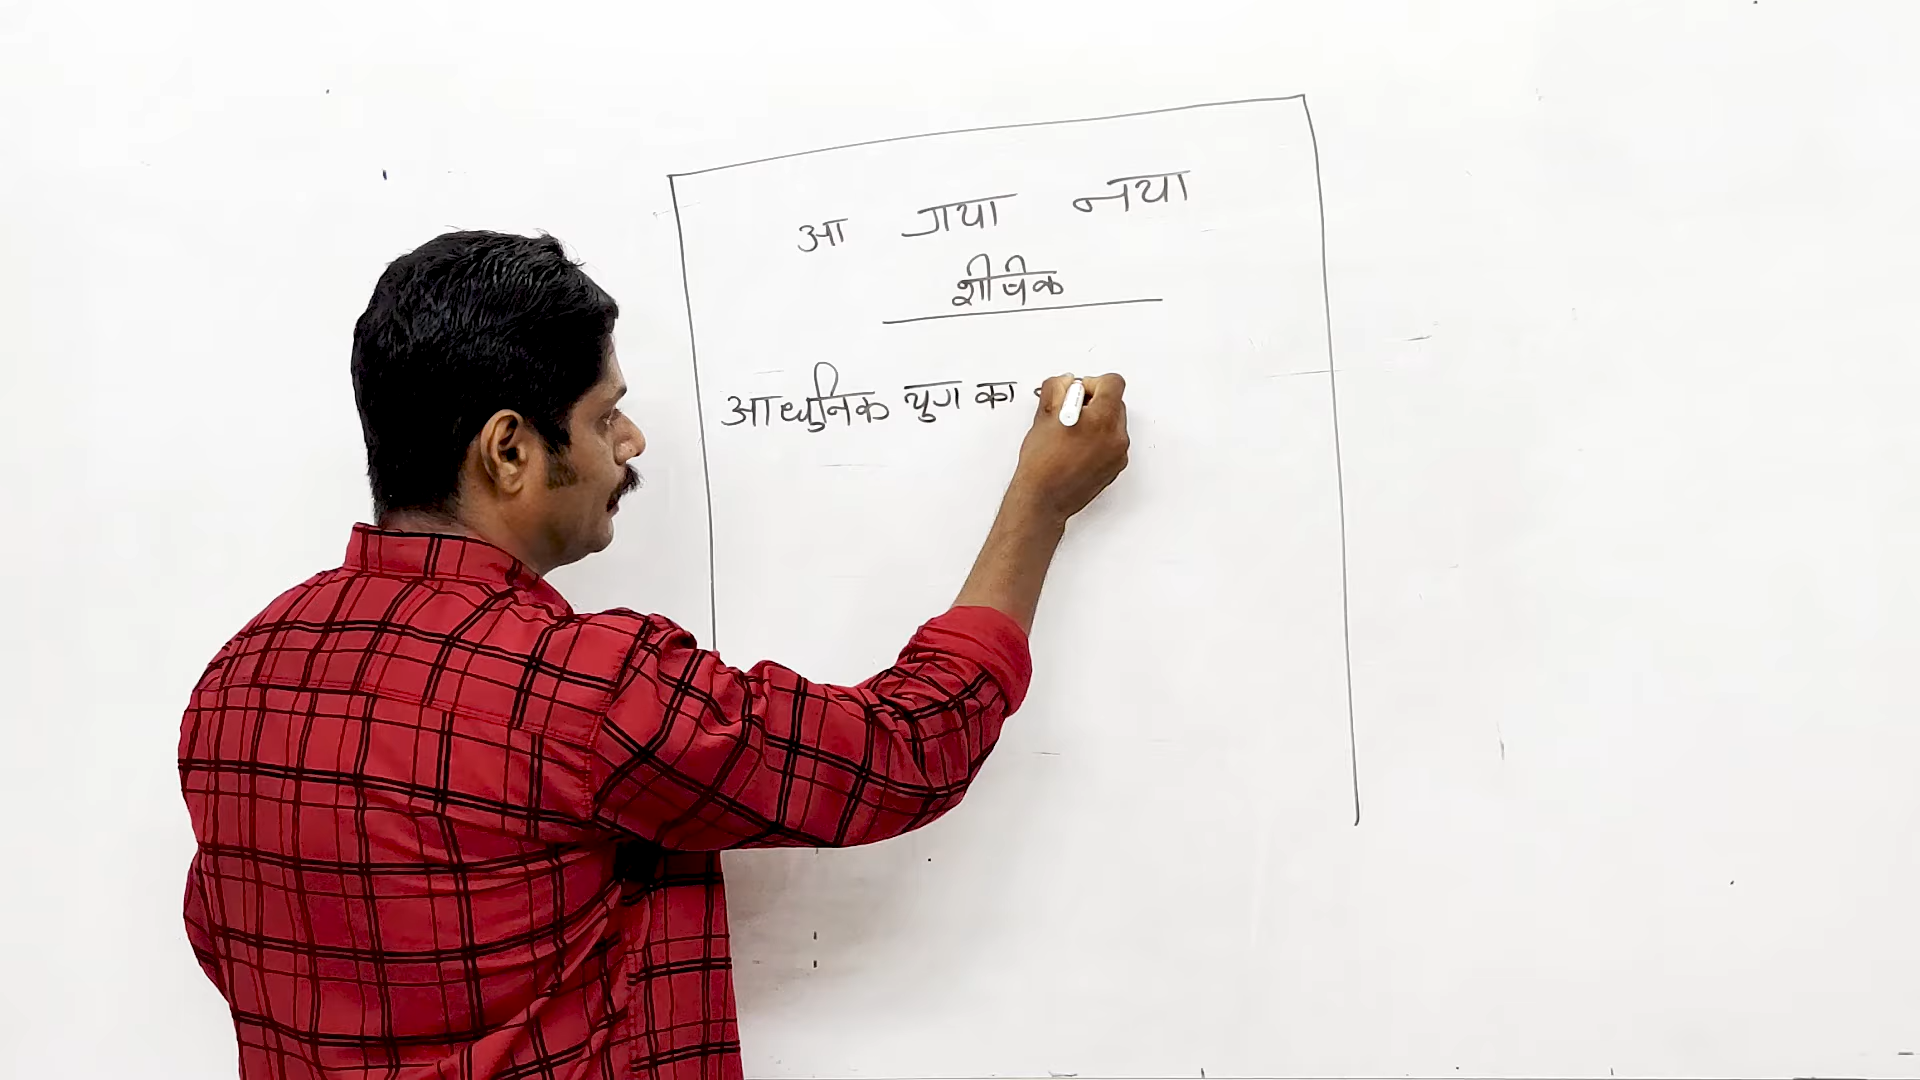 आ गया नया
शीर्षक
आधुनिक युग का